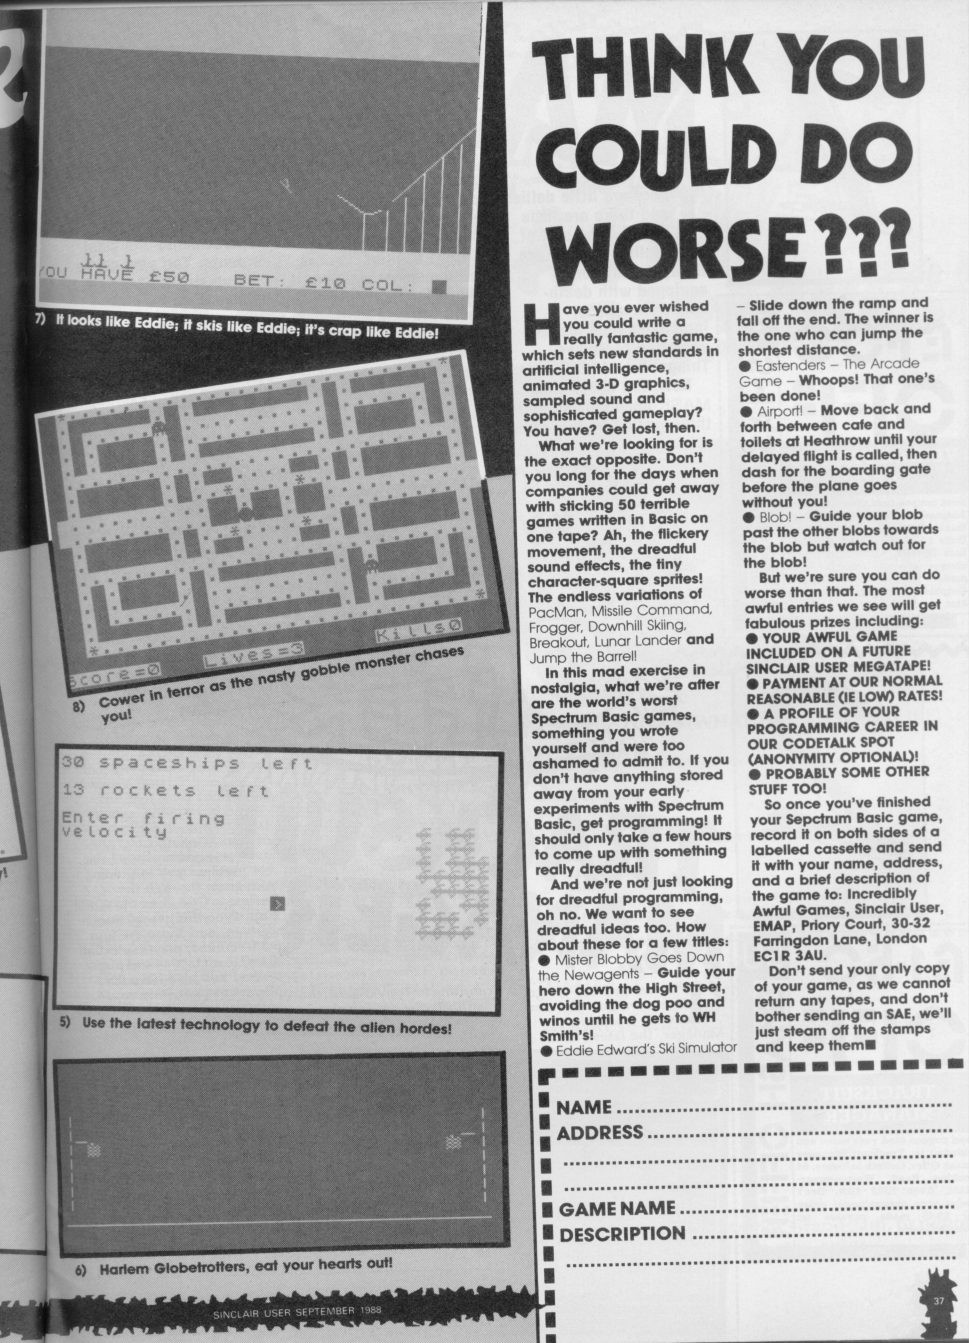 YOU HAVE £50 BET: £10 COL:
7) It looks like Eddie; it skis like Eddie; it's crap like Eddie!
Score=0 Lives=3 Kills0
8) Cower in terror as the nasty gobble monster chases
you!
30 spaceships left
13 rockets left
Enter firing
velocity
5) Use the latest technology to defeat the alien hordes!
6) Harlem Globetrotters, eat your hearts out!
SINCLAIR USER SEPTEMBER 1988
THINK YOU
COULD DO
WORSE???
Have you ever wished
you could write a
really fantastic game,
which sets new standards in
artificial intelligence,
animated 3-D graphics,
sampled sound and
sophisticated gameplay?
You have? Get lost, then.
What we're looking for is
the exact opposite. Don't
you long for the days when
companies could get away
with sticking 50 terrible
games written in Basic on
one tape? Ah, the flickery
movement, the dreadful
sound effects, the tiny
character-square sprites!
The endless variations of
PacMan, Missile Command,
Frogger, Downhill Skiing,
Breakout, Lunar Lander and
Jump the Barrel!
In this mad exercise in
nostalgia, what we're after
are the world's worst
Spectrum Basic games,
something you wrote
yourself and were too
ashamed to admit to. If you
don't have anything stored
away from your early
experiments with Spectrum
Basic, get programming! It
should only take a few hours
to come up with something
really dreadful!
And we're not just looking
for dreadful programming,
oh no. We want to see
dreadful ideas too. How
about these for a few titles:
● Mister Blobby Goes Down
the Newagents – Guide your
hero down the High Street,
avoiding the dog poo and
winos until he gets to WH
Smith's!
● Eddie Edward's Ski Simulator
– Slide down the ramp and
fall off the end. The winner is
the one who can jump the
shortest distance.
● Eastenders – The Arcade
Game – Whoops! That one's
been done!
● Airport! – Move back and
forth between cafe and
toilets at Heathrow until your
delayed flight is called, then
dash for the boarding gate
before the plane goes
without you!
● Blob! – Guide your blob
past the other blobs towards
the blob but watch out for
the blob!
But we're sure you can do
worse than that. The most
awful entries we see will get
fabulous prizes including:
● YOUR AWFUL GAME
INCLUDED ON A FUTURE
SINCLAIR USER MEGATAPE!
● PAYMENT AT OUR NORMAL
REASONABLE (IE LOW) RATES!
● A PROFILE OF YOUR
PROGRAMMING CAREER IN
OUR CODETALK SPOT
(ANONYMITY OPTIONAL)!
● PROBABLY SOME OTHER
STUFF TOO!
So once you've finished
your Sepctrum Basic game,
record it on both sides of a
labelled cassette and send
it with your name, address,
and a brief description of
the game to: Incredibly
Awful Games, Sinclair User,
EMAP, Priory Court, 30-32
Farringdon Lane, London
EC1R 3AU.
Don't send your only copy
of your game, as we cannot
return any tapes, and don't
bother sending an SAE, we'll
just steam off the stamps
and keep them■
NAME
ADDRESS
GAME NAME
DESCRIPTION
37